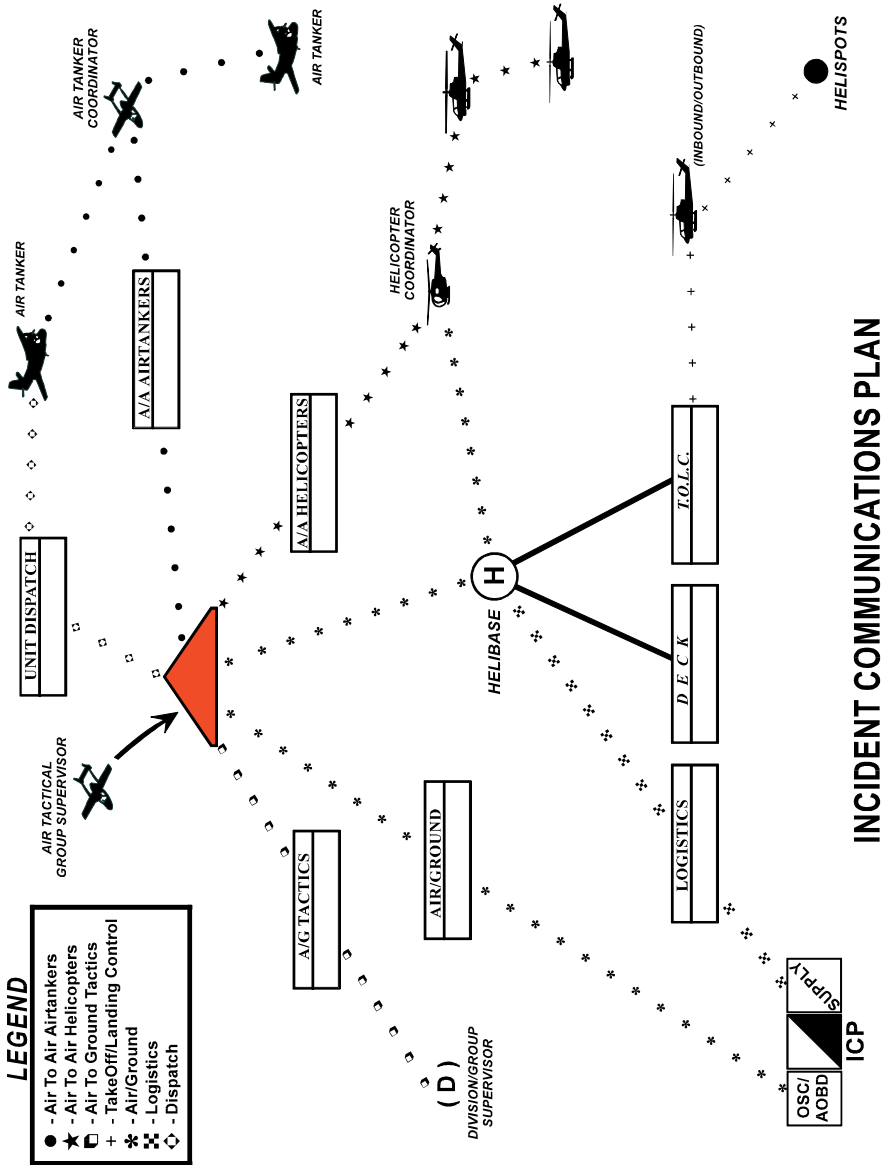 LEGEND
- Air To Air Airtankers
- Air To Air Helicopters
- Air To Ground Tactics
- TakeOff/Landing Control
- Air/Ground
- Logistics
- Dispatch
AIR TACTICAL
GROUP SUPERVISOR
UNIT DISPATCH
AIR TANKER
AIR TANKER
COORDINATOR
AIR TANKER
A/A AIRTANKERS
A/G TACTICS
A/A HELICOPTERS
HELICOPTER
COORDINATOR
( D )
DIVISION/GROUP
SUPERVISOR
AIR/GROUND
HELIBASE
H
LOGISTICS
D E C K
T.O.L.C.
(INBOUND/OUTBOUND)
HELISPOTS
OSC/
AOBD
SUPPLY
ICP
INCIDENT COMMUNICATIONS PLAN